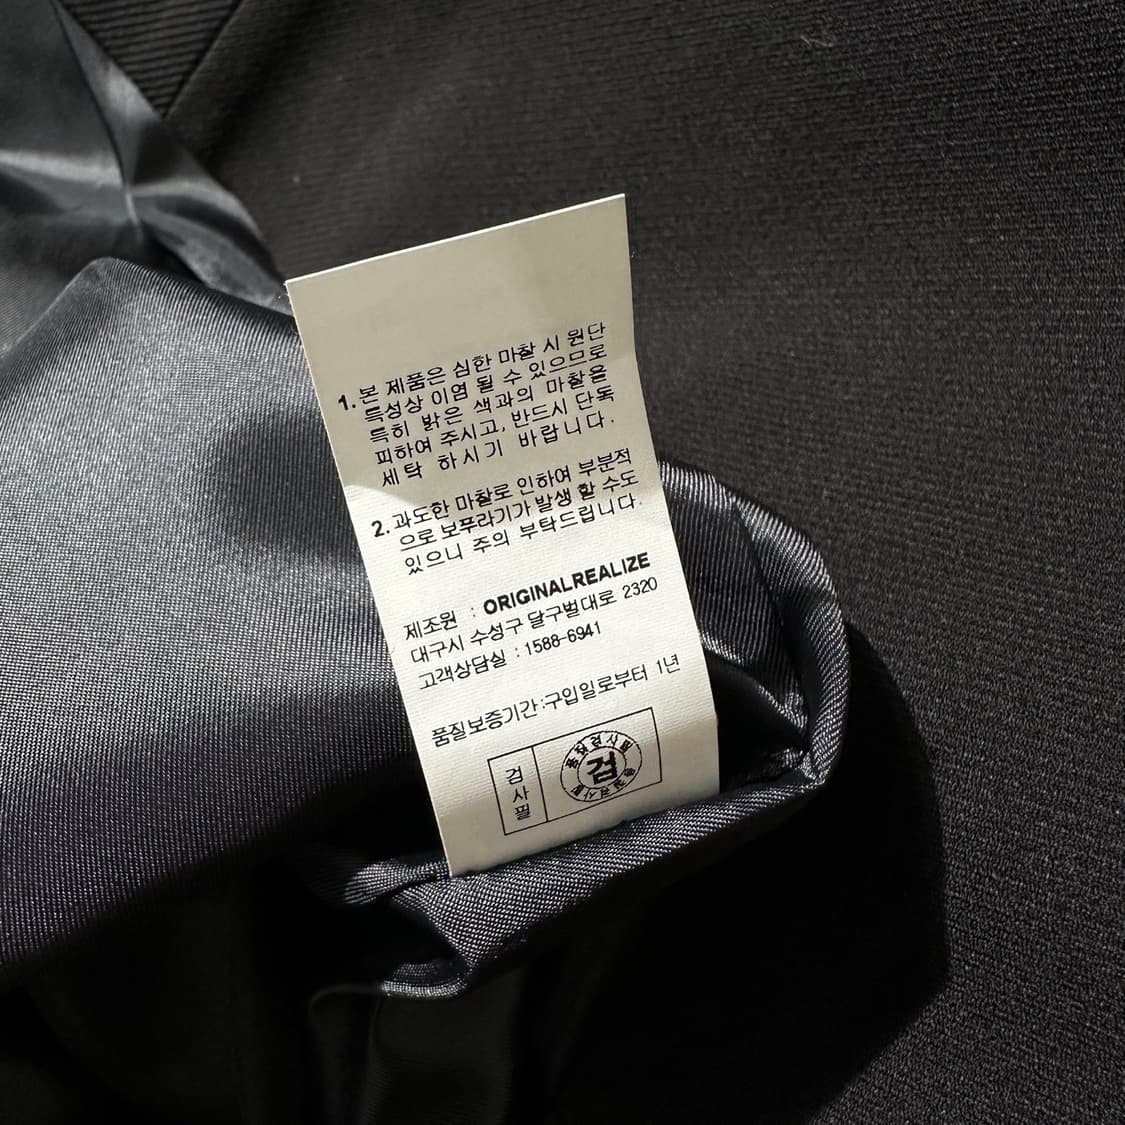 1. 본 제품은 심한 마찰 시 원단
특성상 이염 될 수 있으므로
특히 밝은 색과의 마찰을
피하여 주시고, 반드시 단독
세탁 하시기 바랍니다.
2. 과도한 마찰로 인하여 부분적
으로 보푸라기가 발생 할 수도
있으니 주의 부탁드립니다.
제조원 : ORIGINALREALIZE
대구시 수성구 달구벌대로 2320
고객상담실 : 1588-6941
품질보증기간:구입일로부터 1년
검사필
검